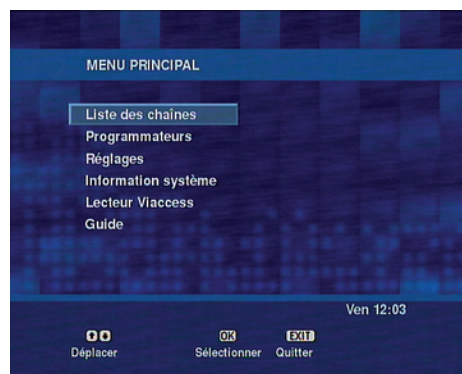 MENU PRINCIPAL
Liste des chaînes
Programmateurs
Réglages
Information système
Lecteur Viaccess
Guide
Ven 12:03
OK EXIT
Déplacer Sélectionner Quitter